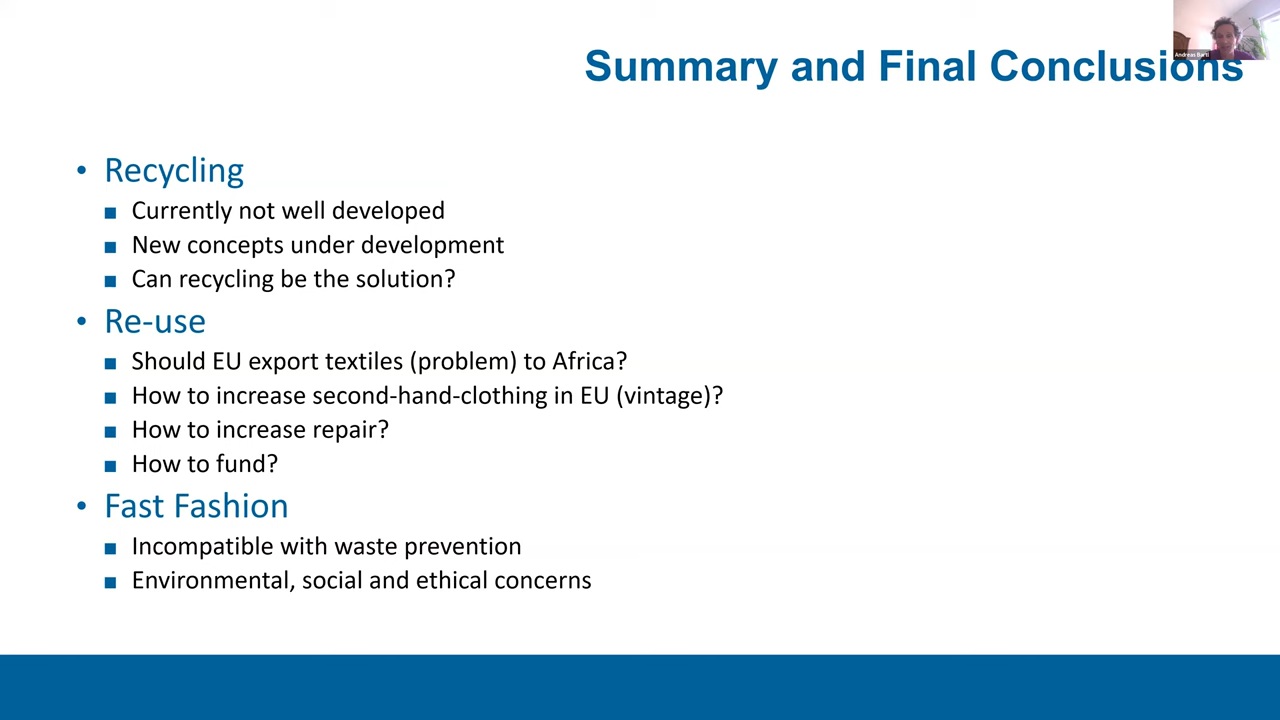 Summary and Final Conclusions
Andreas Bartl
• Recycling
■ Currently not well developed
■ New concepts under development
■ Can recycling be the solution?
• Re-use
■ Should EU export textiles (problem) to Africa?
■ How to increase second-hand-clothing in EU (vintage)?
■ How to increase repair?
■ How to fund?
• Fast Fashion
■ Incompatible with waste prevention
■ Environmental, social and ethical concerns